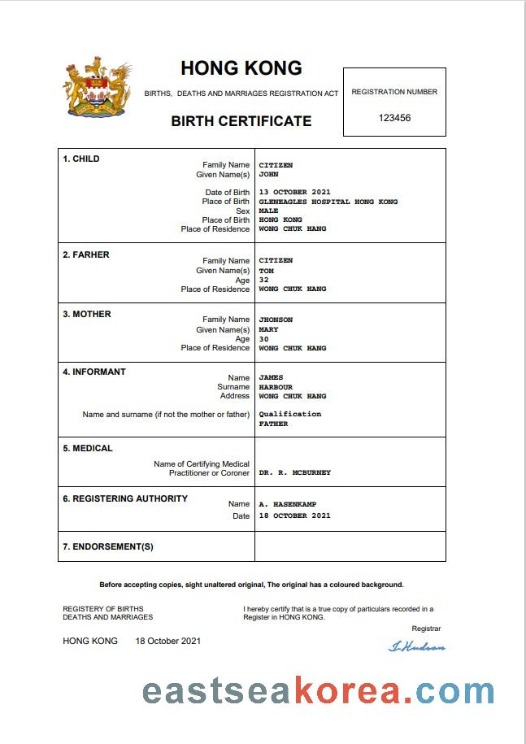 HONG KONG
BIRTHS, DEATHS AND MARRIAGES REGISTRATION ACT
BIRTH CERTIFICATE
REGISTRATION NUMBER
123456
1. CHILD
Family Name CITIZEN
Given Name(s) JOHN
Date of Birth 13 OCTOBER 2021
Place of Birth GLENEAGLES HOSPITAL HONG KONG
Sex MALE
Place of Birth HONG KONG
Place of Residence WONG CHUK HANG
2. FARHER
Family Name CITIZEN
Given Name(s) TOM
Age 32
Place of Residence WONG CHUK HANG
3. MOTHER
Family Name JHONSON
Given Name(s) MARY
Age 30
Place of Residence WONG CHUK HANG
4. INFORMANT
Name JAMES
Surname HARBOUR
Address WONG CHUK HANG
Name and surname (if not the mother or father) Qualification
FATHER
5. MEDICAL
Name of Certifying Medical
Practitioner or Coroner DR. R. MCBURNEY
6. REGISTERING AUTHORITY
Name A. HASENKAMP
Date 18 OCTOBER 2021
7. ENDORSEMENT(S)
Before accepting copies, sight unaltered original, The original has a coloured background.
REGISTERY OF BIRTHS
DEATHS AND MARRIAGES
I hereby certify that is a true copy of particulars recorded in a
Register in HONG KONG.
Registrar
HONG KONG 18 October 2021
J.Hudson
eastseakorea.com